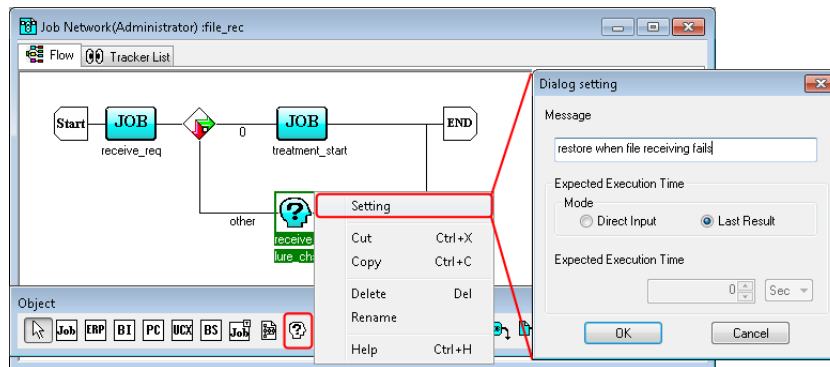 Job Network(Administrator) :file_rec
Flow
Tracker List
Start
JOB
0
JOB
END
receive_req
treatment_start
other
receive
lure_ch
Setting
Cut Ctrl+X
Copy Ctrl+C
Delete Del
Rename
Help Ctrl+H
Object
Job ERP BI PC UCX BS Job
Dialog setting
Message
restore when file receiving fails
Expected Execution Time
Mode
Direct Input
Last Result
Expected Execution Time
0 Sec
OK Cancel